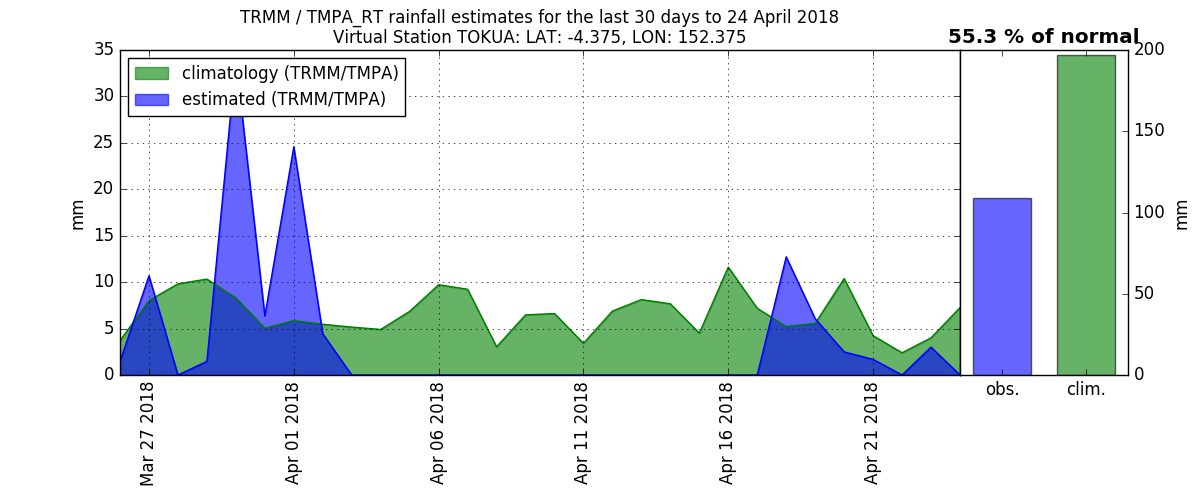 TRMM / TMPA_RT rainfall estimates for the last 30 days to 24 April 2018
Virtual Station TOKUA: LAT: -4.375, LON: 152.375
55.3 % of normal
climatology (TRMM/TMPA)
estimated (TRMM/TMPA)
35
30
25
20
15
10
5
0
mm
Mar 27 2018
Apr 01 2018
Apr 06 2018
Apr 11 2018
Apr 16 2018
Apr 21 2018
200
150
100
50
0
mm
obs.
clim.